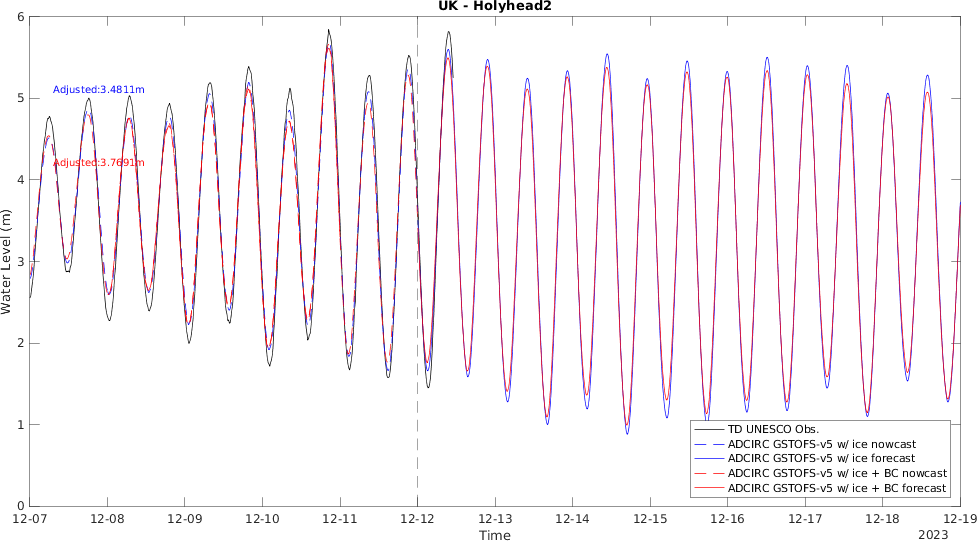 UK - Holyhead2
6
5
4
3
2
1
0
Water Level (m)
Adjusted:3.4811m
Adjusted:3.7691m
TD UNESCO Obs.
ADCIRC GSTOFS-v5 w/ ice nowcast
ADCIRC GSTOFS-v5 w/ ice forecast
ADCIRC GSTOFS-v5 w/ ice + BC nowcast
ADCIRC GSTOFS-v5 w/ ice + BC forecast
12-07 12-08 12-09 12-10 12-11 12-12 12-13 12-14 12-15 12-16 12-17 12-18 12-19
Time
2023